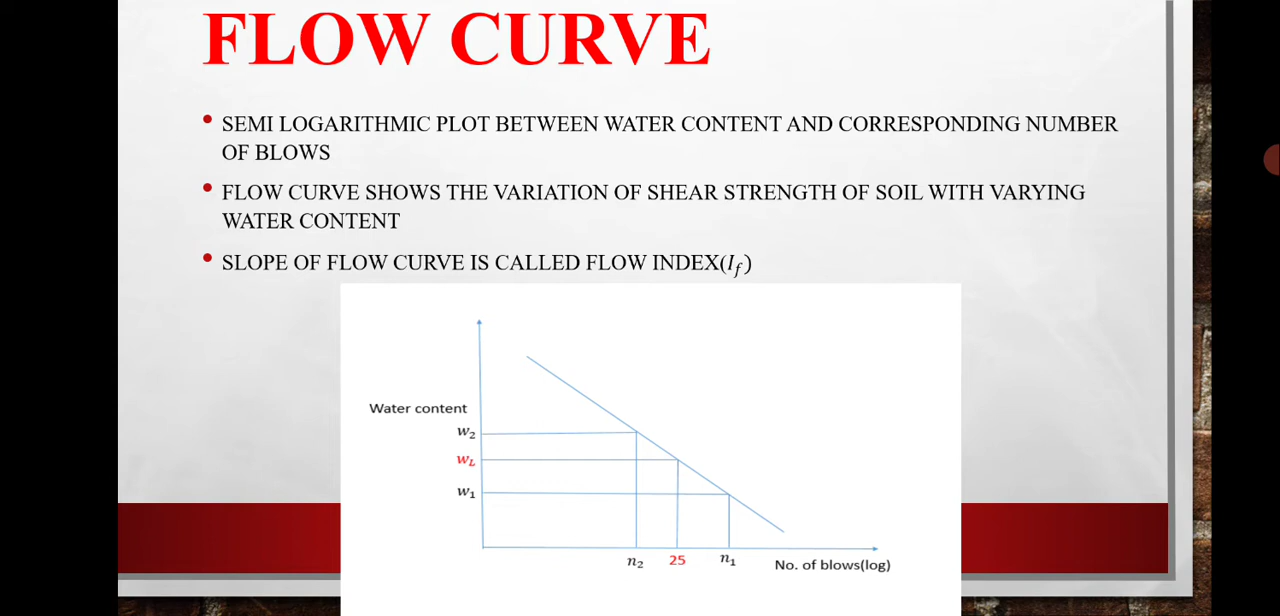 FLOW CURVE
• SEMI LOGARITHMIC PLOT BETWEEN WATER CONTENT AND CORRESPONDING NUMBER
OF BLOWS
• FLOW CURVE SHOWS THE VARIATION OF SHEAR STRENGTH OF SOIL WITH VARYING
WATER CONTENT
• SLOPE OF FLOW CURVE IS CALLED FLOW INDEX(I_f)
Water content
w₂
w_L
w₁
n₂ 25 n₁
No. of blows(log)